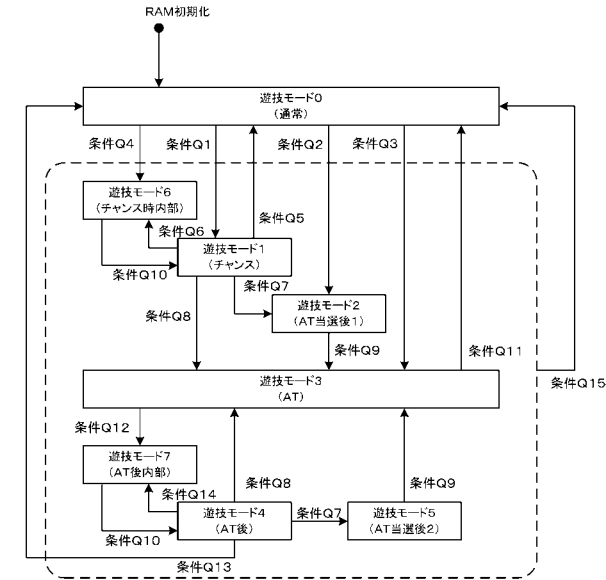 RAM初期化
遊技モード0
(通常)
条件Q4
条件Q1
条件Q2
条件Q3
遊技モード6
(チャンス時内部)
条件Q6
条件Q5
遊技モード1
(チャンス)
条件Q10
条件Q7
遊技モード2
(AT当選後1)
条件Q8
条件Q9
条件Q11
条件Q15
遊技モード3
(AT)
条件Q12
遊技モード7
(AT後内部)
条件Q8
条件Q9
条件Q14
遊技モード4
(AT後)
条件Q7
遊技モード5
(AT当選後2)
条件Q10
条件Q13